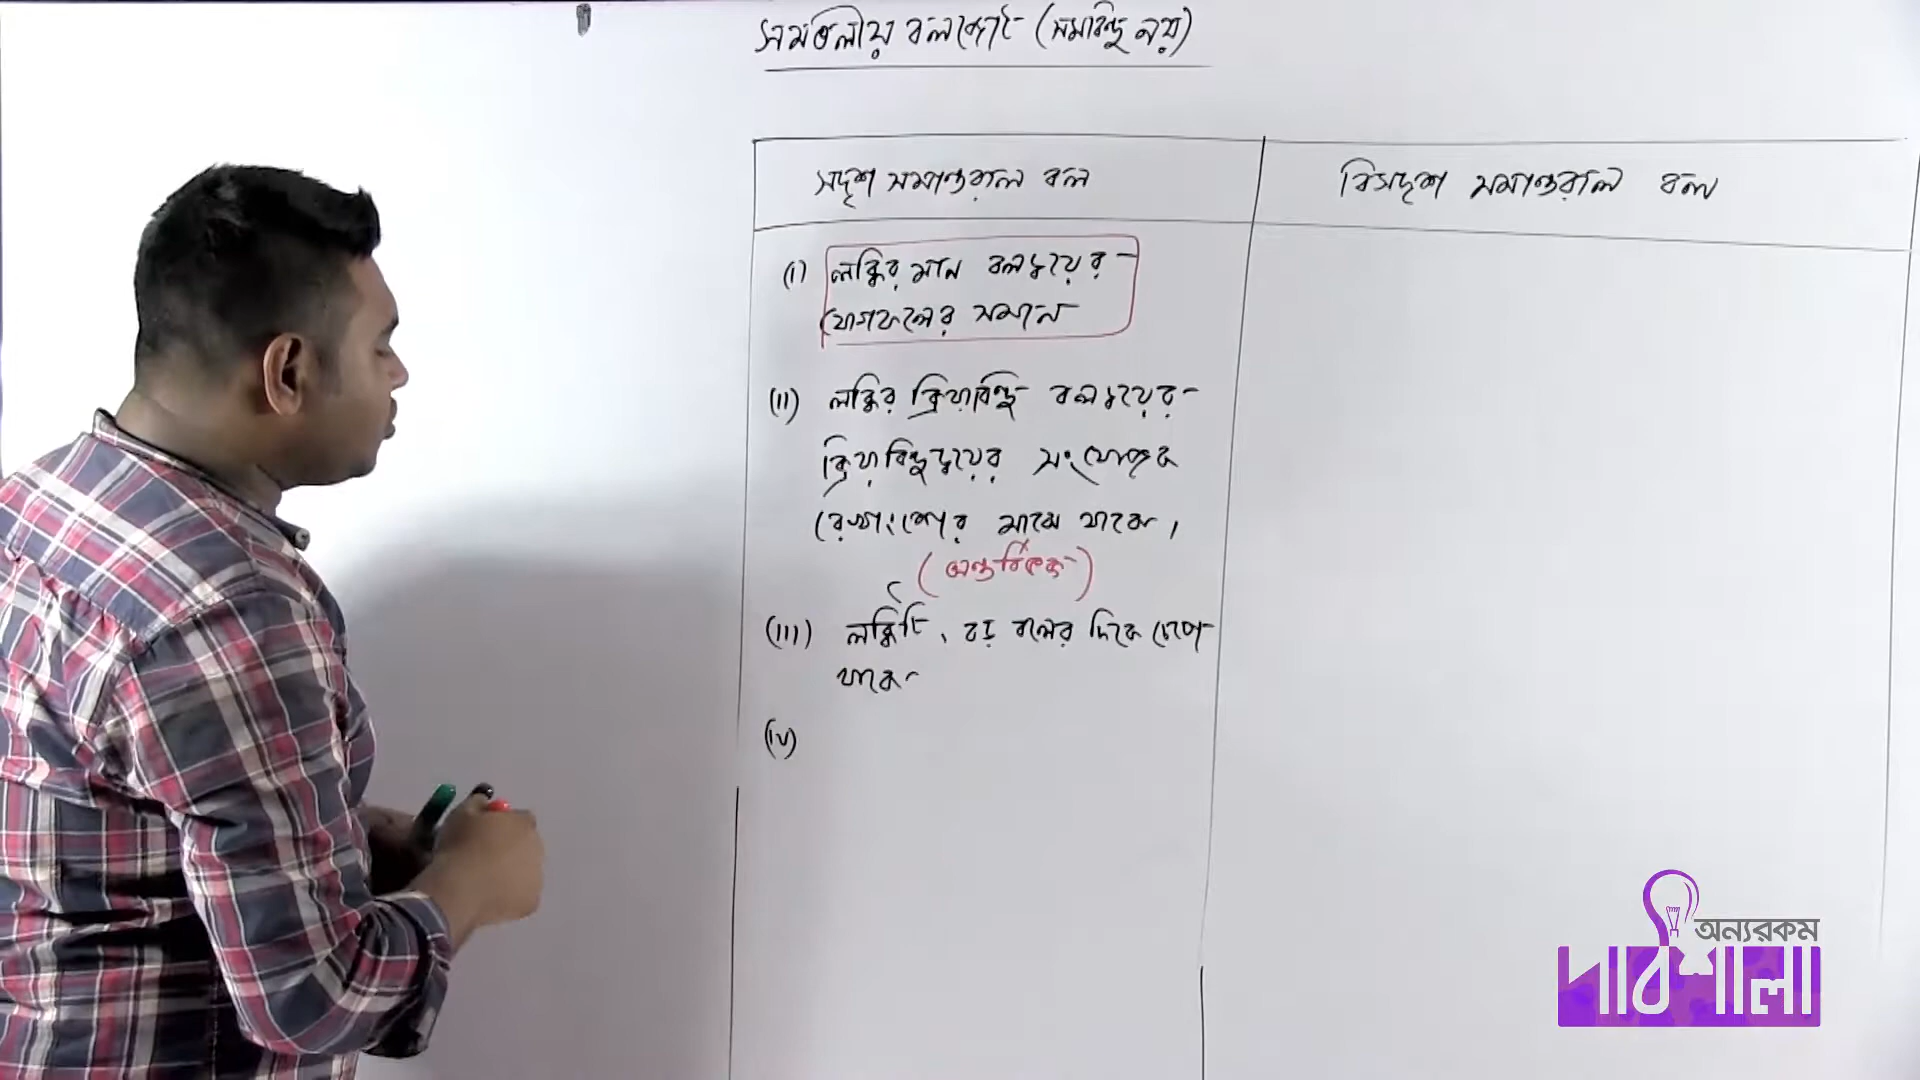 সমতলীয় বলজোট (সমবিন্দু নয়)
সদৃশ সমান্তরাল বল
বিসদৃশ সমান্তরাল বল
(i) লব্ধির মান বলদ্বয়ের
যোগফলের সমান
(ii) লব্ধির ক্রিয়াবিন্দু বলদ্বয়ের
ক্রিয়াবিন্দুদ্বয়ের সংযোজক
রেখাংশের মাঝে থাকে,
(অন্তর্বিভক্ত)
(iii) লব্ধিটি, বড় বলের দিকে চেপে
থাকে
(iv)
অন্যরকম
পাঠশালা